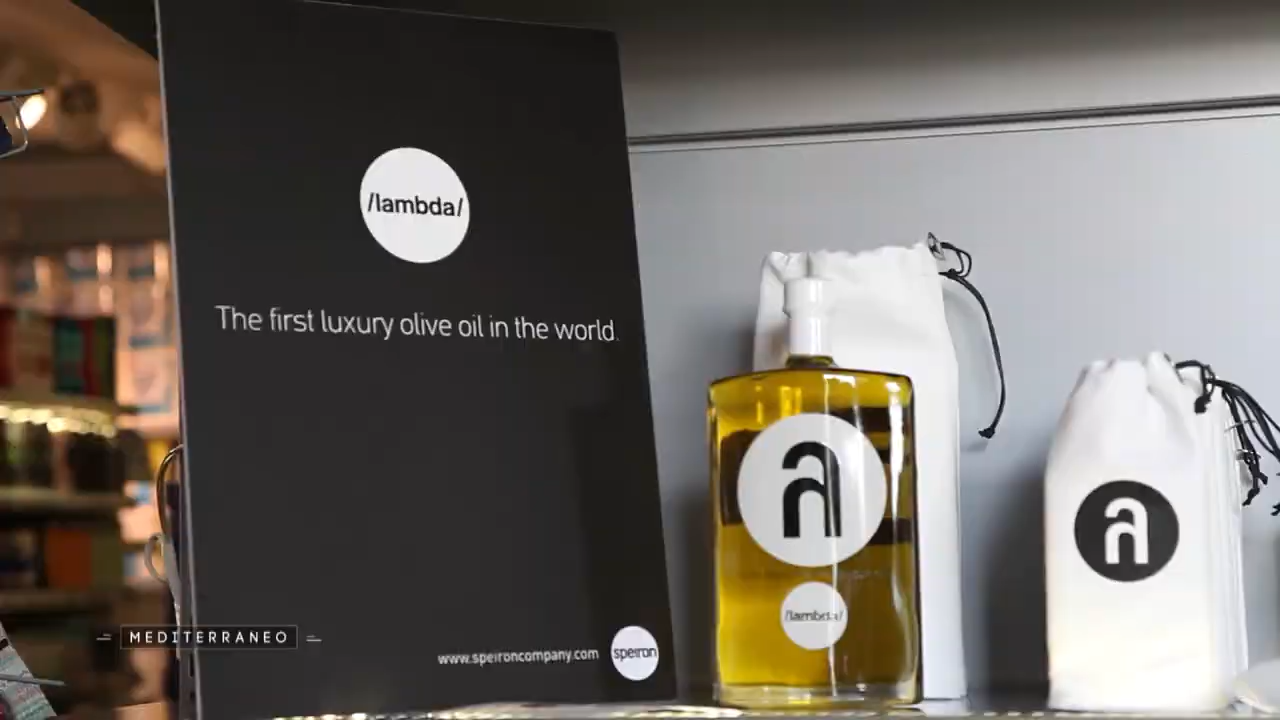 /lambda/
The first luxury olive oil in the world.
www.speironcompany.com
speiron
/lambda/
MEDITERRANEO